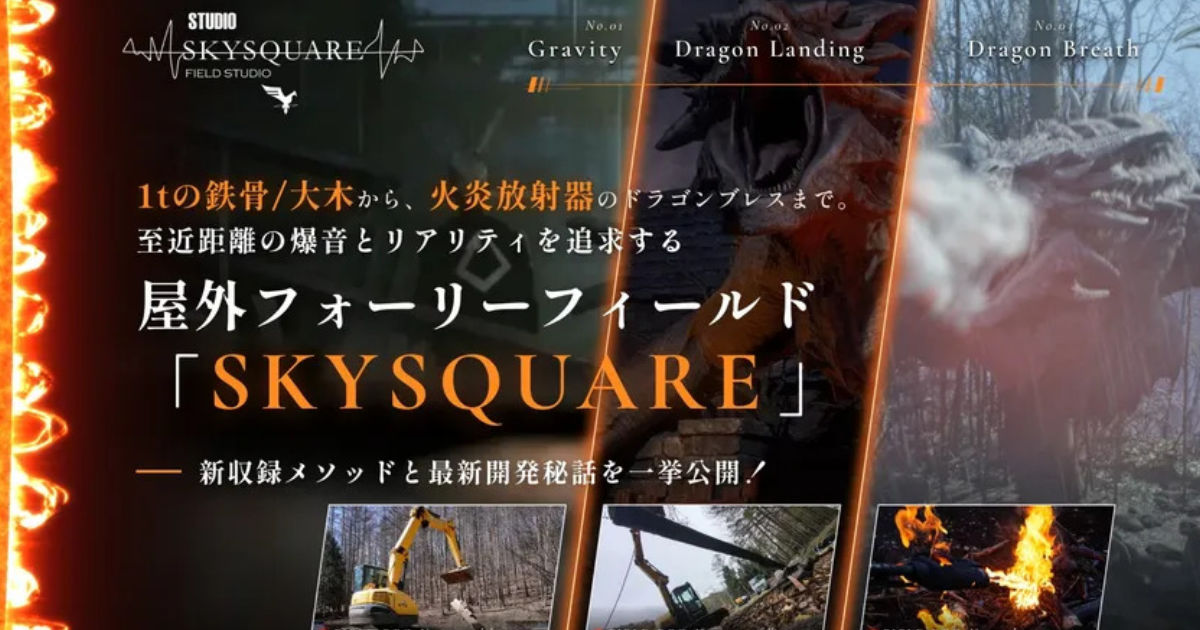 STUDIO
SKYSQUARE
FIELD STUDIO
No.01
Gravity
No.02
Dragon Landing
Dragon Breath
1tの鉄骨/大木から、火炎放射器のドラゴンブレスまで。
至近距離の爆音とリアリティを追求する
屋外フォーリーフィールド
「SKYSQUARE」
新収録メソッドと最新開発秘話を一挙公開!